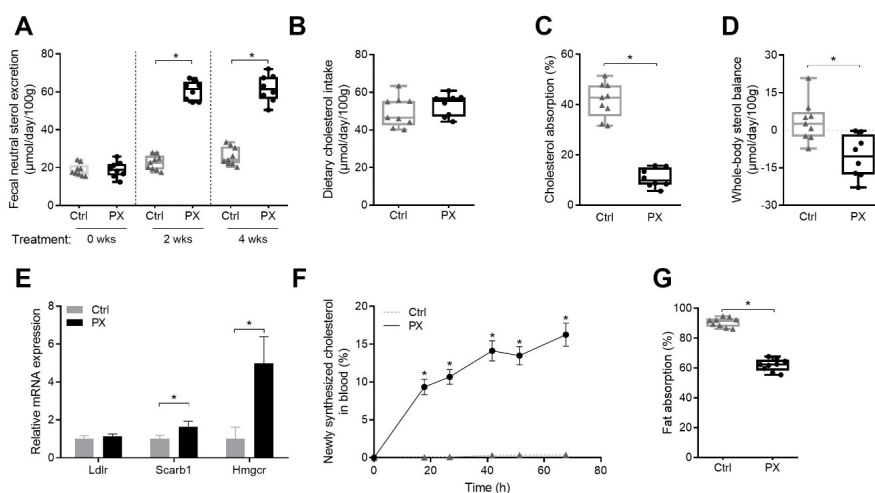 A
Fecal neutral sterol excretion
(μmol/day/100g)
80
60
40
20
0
*
*
Ctrl PX Ctrl PX Ctrl PX
Treatment: 0 wks 2 wks 4 wks
B
Dietary cholesterol intake
(μmol/day/100g)
80
60
40
20
0
Ctrl PX
C
Cholesterol absorption (%)
60
40
20
0
*
Ctrl PX
D
Whole-body sterol balance
(μmol/day/100g)
30
15
0
-15
-30
*
Ctrl PX
E
Relative mRNA expression
8
6
4
2
0
Ctrl
PX
*
*
Ldlr Scarb1 Hmgcr
F
Newly synthesized cholesterol
in blood (%)
20
15
10
5
0
Ctrl
PX
* * * * *
0 20 40 60 80
Time (h)
G
Fat absorption (%)
100
80
60
40
20
0
*
Ctrl PX